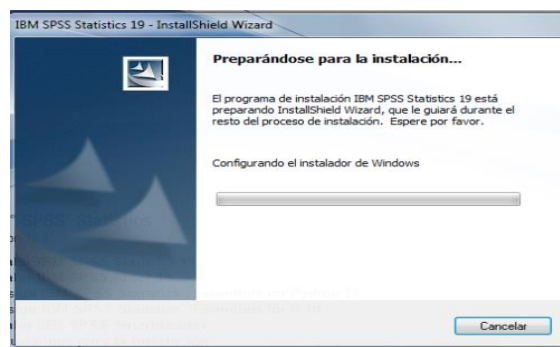 IBM SPSS Statistics 19 - InstallShield Wizard
Preparándose para la instalación...
El programa de instalación IBM SPSS Statistics 19 está
preparando InstallShield Wizard, que le guiará durante el
resto del proceso de instalación. Espere por favor.
Configurando el instalador de Windows
Cancelar